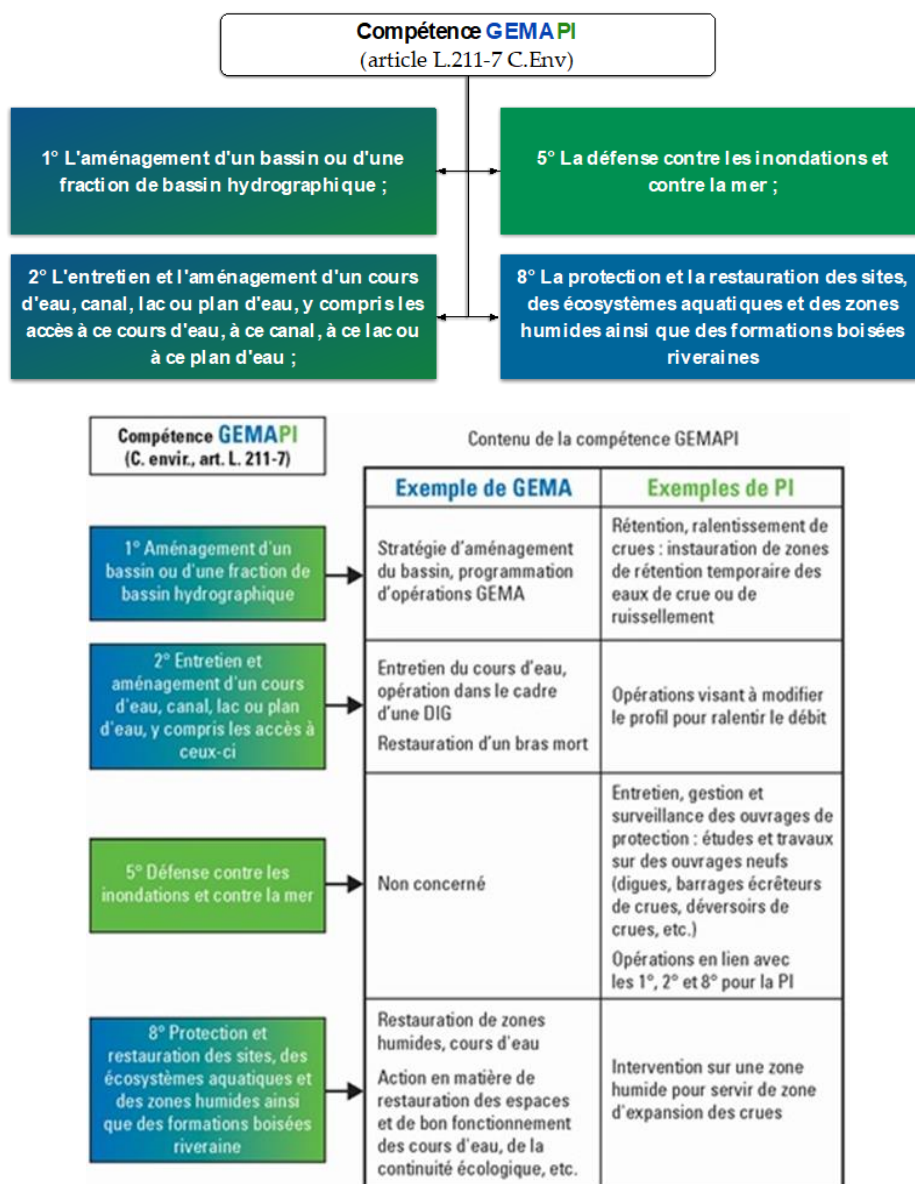 Compétence GEMAPI
(article L.211-7 C.Env)
1° L'aménagement d'un bassin ou d'une
fraction de bassin hydrographique ;
5° La défense contre les inondations et
contre la mer ;
2° L'entretien et l'aménagement d'un cours
d'eau, canal, lac ou plan d'eau, y compris les
accès à ce cours d'eau, à ce canal, à ce lac ou
à ce plan d'eau ;
8° La protection et la restauration des sites,
des écosystèmes aquatiques et des zones
humides ainsi que des formations boisées
riveraines
Compétence GEMAPI
(C. envir., art. L. 211-7)
Contenu de la compétence GEMAPI
Exemple de GEMA
Exemples de PI
1° Aménagement d'un
bassin ou d'une fraction de
bassin hydrographique
Stratégie d'aménagement
du bassin, programmation
d'opérations GEMA
Rétention, ralentissement de
crues : instauration de zones
de rétention temporaire des
eaux de crue ou de
ruissellement
2° Entretien et
aménagement d'un cours
d'eau, canal, lac ou plan
d'eau, y compris les accès à
ceux-ci
Entretien du cours d'eau,
opération dans le cadre
d'une DIG
Restauration d'un bras mort
Opérations visant à modifier
le profil pour ralentir le débit
5° Défense contre les
inondations et contre la mer
Non concerné
Entretien, gestion et
surveillance des ouvrages de
protection : études et travaux
sur des ouvrages neufs
(digues, barrages écrêteurs
de crues, déversoirs de
crues, etc.)
Opérations en lien avec
les 1°, 2° et 8° pour la PI
8° Protection et
restauration des sites, des
écosystèmes aquatiques et
des zones humides ainsi
que des formations boisées
riveraine
Restauration de zones
humides, cours d'eau
Action en matière de
restauration des espaces
et de bon fonctionnement
des cours d'eau, de la
continuité écologique, etc.
Intervention sur une zone
humide pour servir de zone
d'expansion des crues